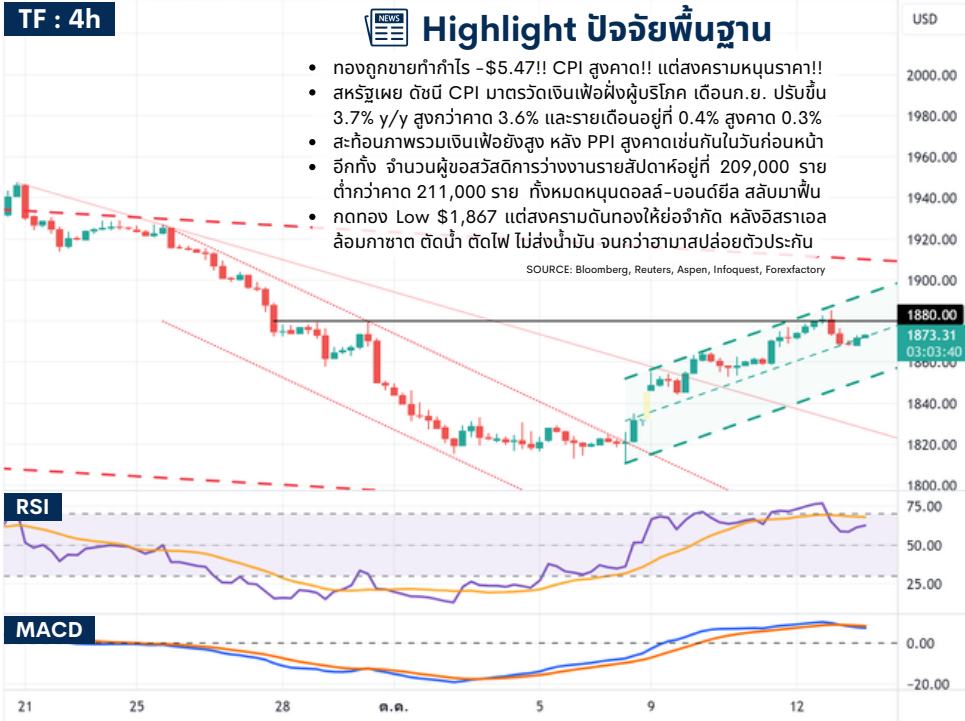 TF : 4h
NEWS
Highlight ปัจจัยพื้นฐาน
• ทองถูกขายทำกำไร -$5.47!! CPI สูงคาด!! แต่สงครามหนุนราคา!!
• สหรัฐเผย ดัชนี CPI มาตรวัดเงินเฟ้อฝั่งผู้บริโภค เดือนก.ย. ปรับขึ้น
3.7% y/y สูงกว่าคาด 3.6% และรายเดือนอยู่ที่ 0.4% สูงคาด 0.3%
• สะท้อนภาพรวมเงินเฟ้อยังสูง หลัง PPI สูงคาดเช่นกันในวันก่อนหน้า
• อีกทั้ง จำนวนผู้ขอสวัสดิการว่างงานรายสัปดาห์อยู่ที่ 209,000 ราย
ต่ำกว่าคาด 211,000 ราย ทั้งหมดหนุนดอลล์-บอนด์ยีล สลับมาฟื้น
• กดทอง Low $1,867 แต่สงครามดันทองให้ย่อจำกัด หลังอิสราเอล
ล้อมกาซาต ตัดน้ำ ตัดไฟ ไม่ส่งน้ำมัน จนกว่าฮามาสปล่อยตัวประกัน
SOURCE: Bloomberg, Reuters, Aspen, Infoquest, Forexfactory
USD
2000.00
1980.00
1960.00
1940.00
1920.00
1900.00
1880.00
1873.31
03:03:40
1860.00
1840.00
1820.00
1800.00
RSI
75.00
50.00
25.00
MACD
0.00
-20.00
21
25
28
ต.ค.
5
9
12